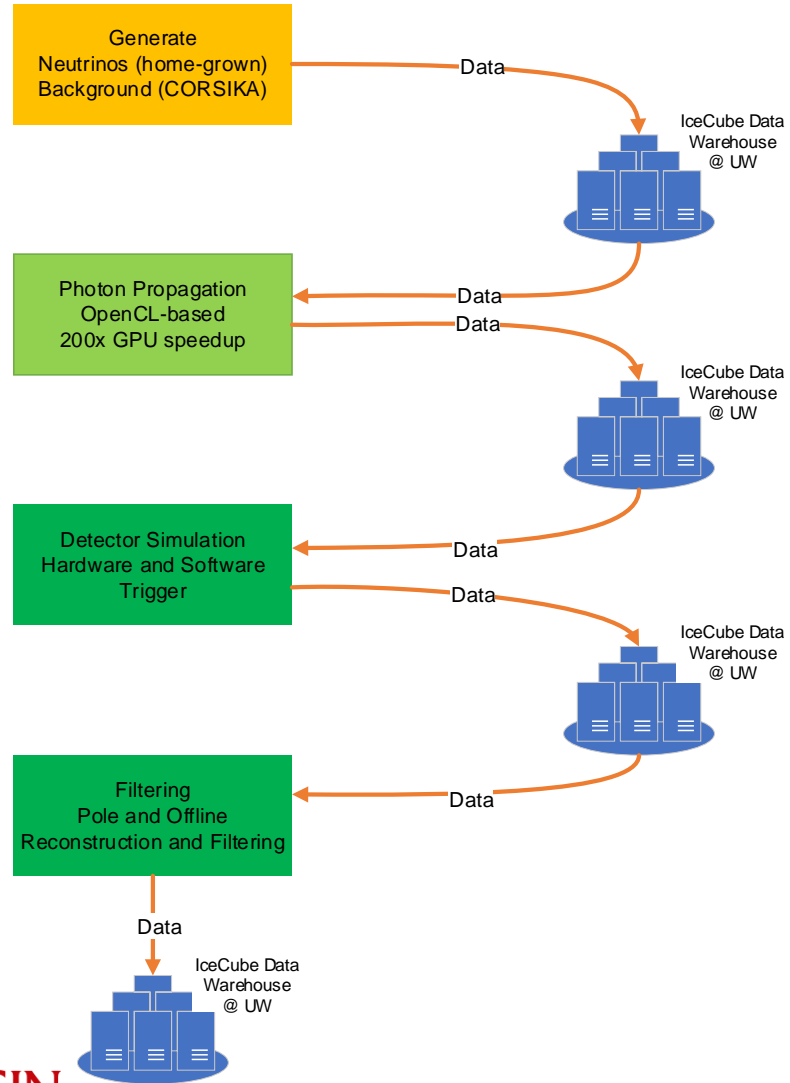 Generate
Neutrinos (home-grown)
Background (CORSIKA)
Data
IceCube Data
Warehouse
@ UW
Photon Propagation
OpenCL-based
200x GPU speedup
Data
Data
IceCube Data
Warehouse
@ UW
Detector Simulation
Hardware and Software
Trigger
Data
Data
IceCube Data
Warehouse
@ UW
Filtering
Pole and Offline
Reconstruction and Filtering
Data
Data
IceCube Data
Warehouse
@ UW